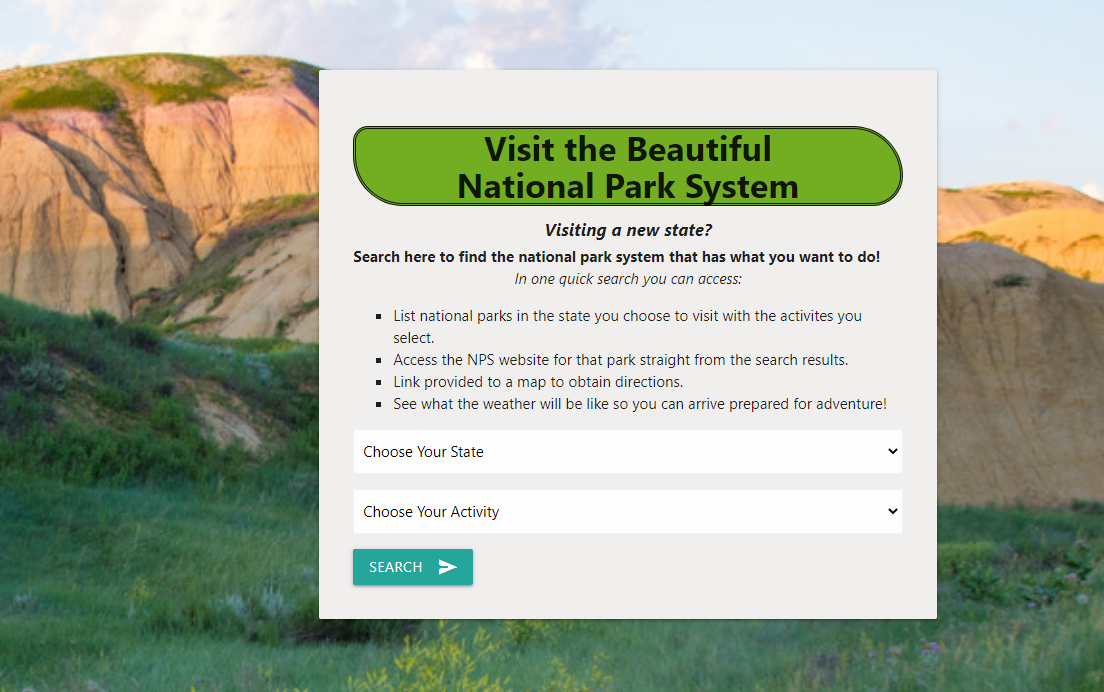 Visit the Beautiful
National Park System
Visiting a new state?
Search here to find the national park system that has what you want to do!
In one quick search you can access:
List national parks in the state you choose to visit with the activites you
select.
Access the NPS website for that park straight from the search results.
Link provided to a map to obtain directions.
See what the weather will be like so you can arrive prepared for adventure!
Choose Your State
Choose Your Activity
SEARCH